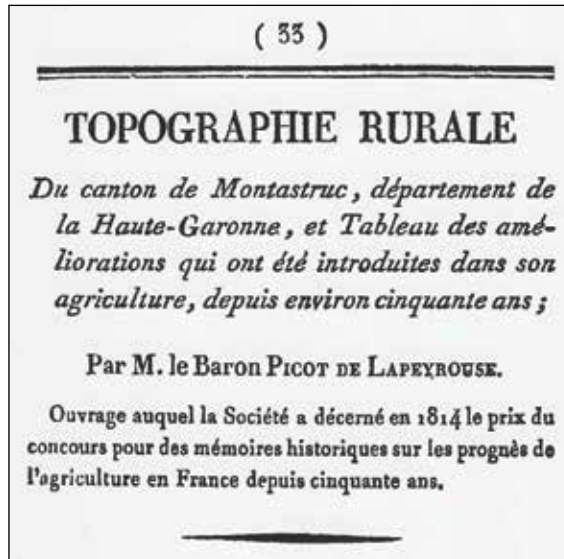 ( 33 )
TOPOGRAPHIE RURALE
Du canton de Montastruc, département de
la Haute-Garonne, et Tableau des amé-
liorations qui ont été introduites dans son
agriculture, depuis environ cinquante ans ;
Par M. le Baron PICOT DE LAPEYROUSE.
Ouvrage auquel la Société a décerné en 1814 le prix du
concours pour des mémoires historiques sur les prognès de
l'agriculture en France depuis cinquante ans.